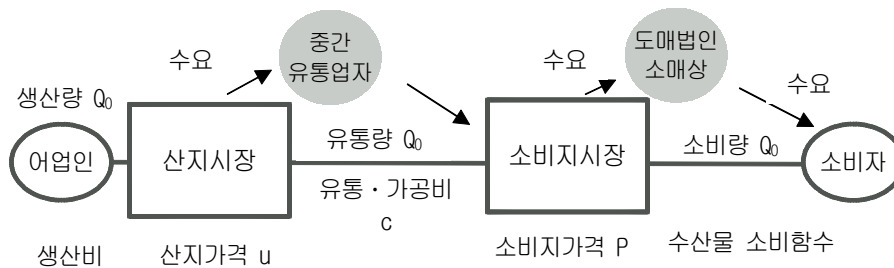 중간
유통업자
도매법인
소매상
수요
수요
수요
생산량 Q₀
어업인
산지시장
유통량 Q₀
소비지시장
소비량 Q₀
소비자
유통・가공비
c
생산비
산지가격 u
소비지가격 P
수산물 소비함수